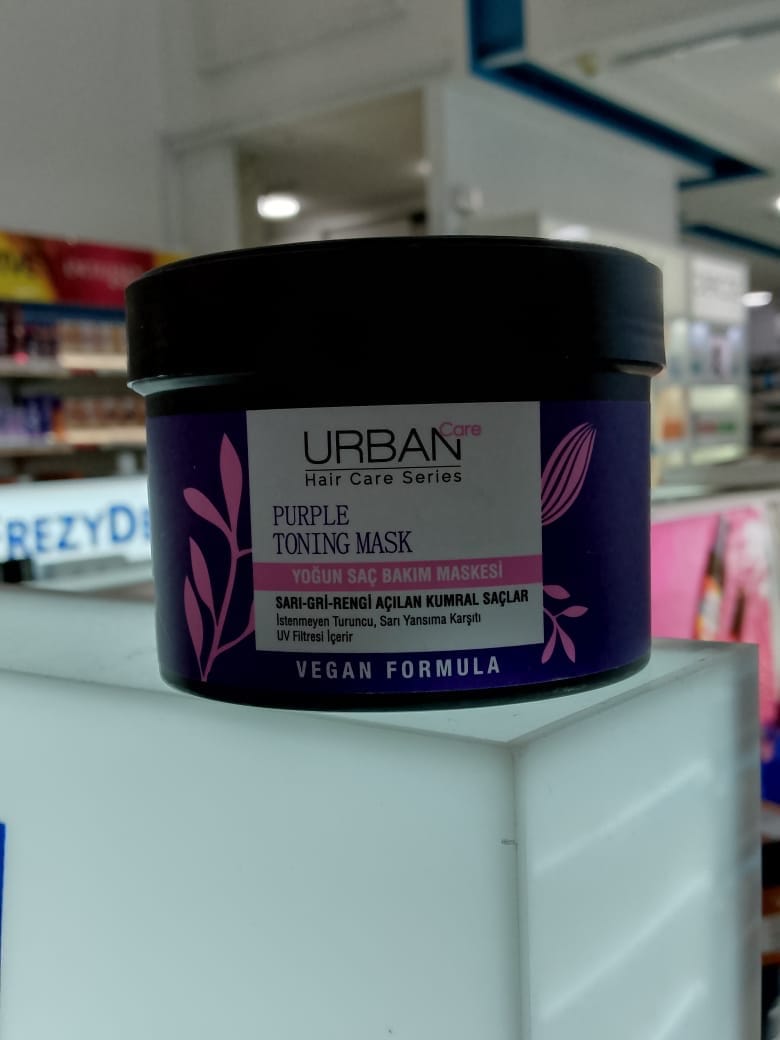 URBAN Care
Hair Care Series
PURPLE
TONING MASK
YOĞUN SAÇ BAKIM MASKESİ
SARI-GRİ-RENGİ AÇILAN KUMRAL SAÇLAR
İstenmeyen Turuncu, Sarı Yansıma Karşıtı
UV Filtresi İçerir
VEGAN FORMULA